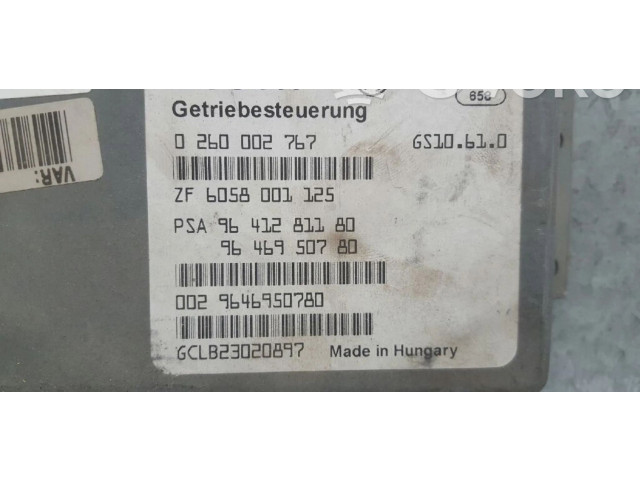 858
Getriebesteuerung
0 260 002 767 GS10.61.0
ZF 6058 001 125
PSA 96 412 811 80
96 469 507 80
002 9646950780
GCLB23020897 Made in Hungary
VAR: